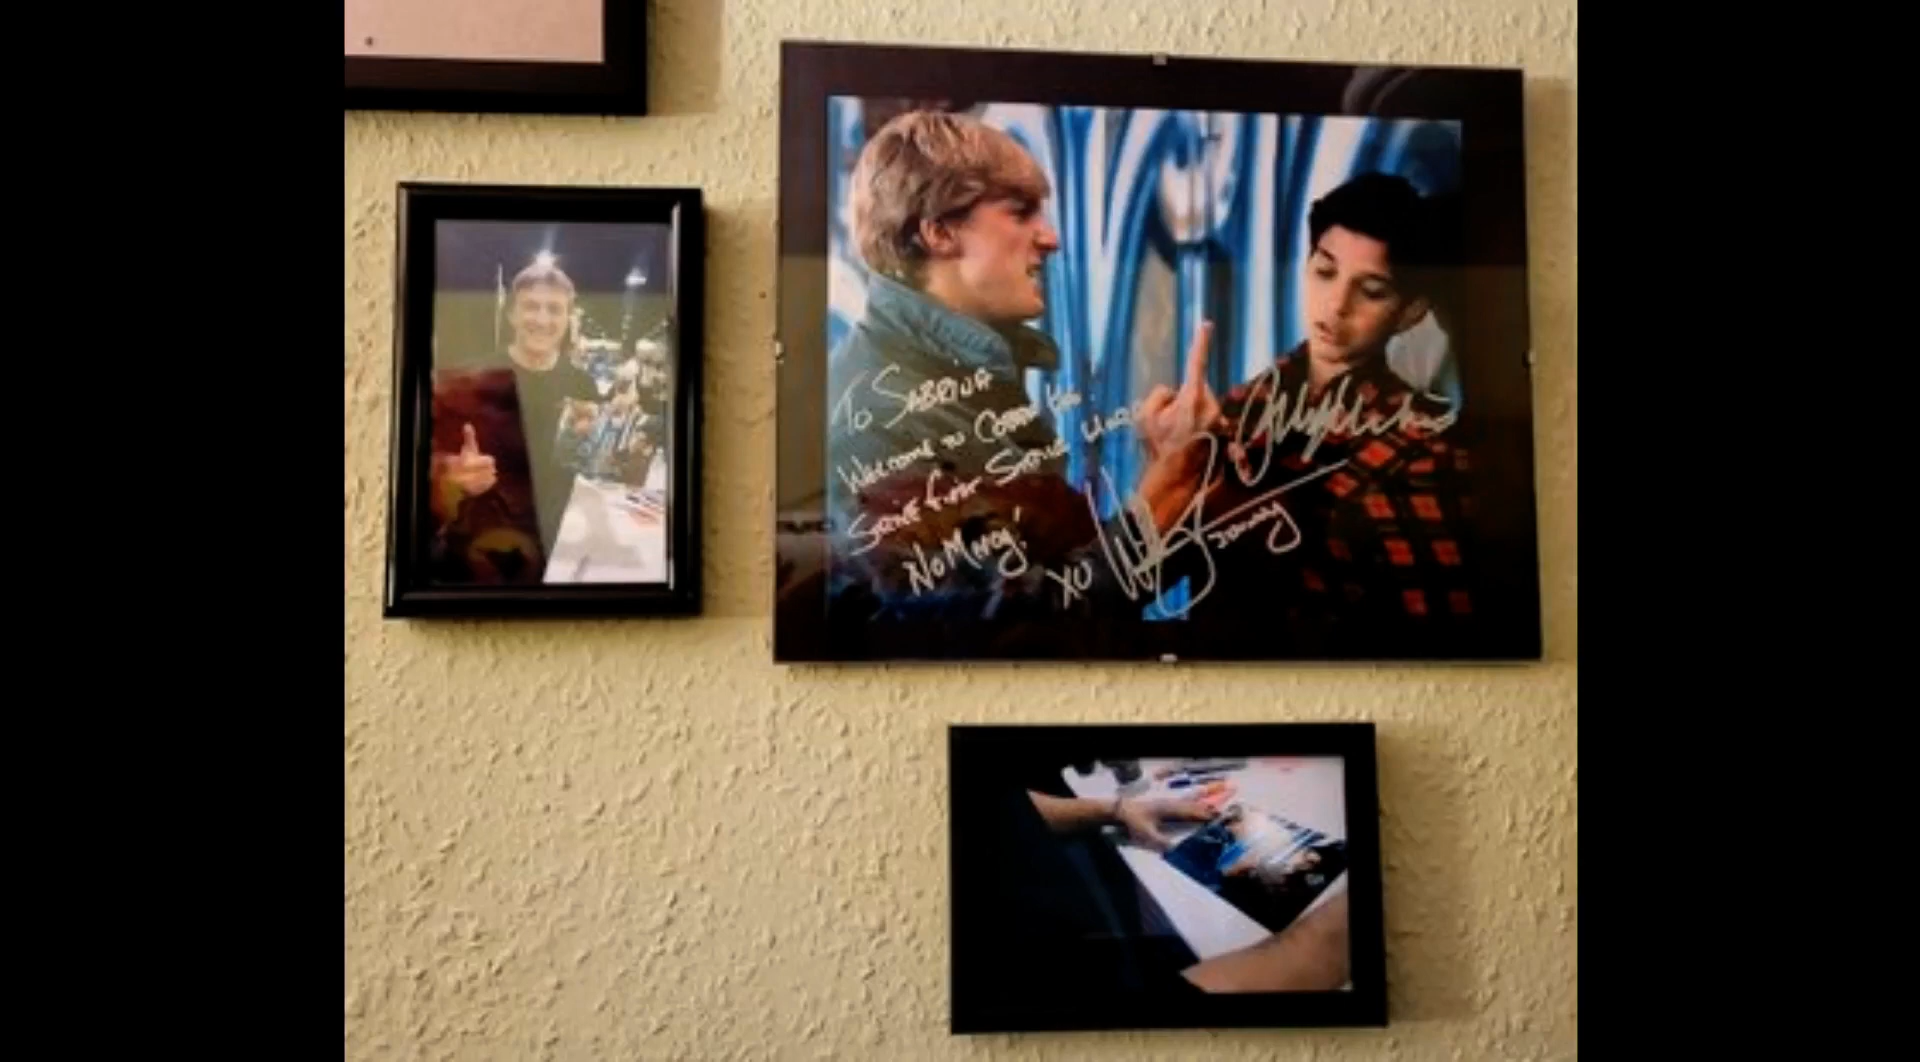 To Sabrina
Welcome to Cobra Kai.
Strike First Strike Hard
No Mercy!
XO
Johnny